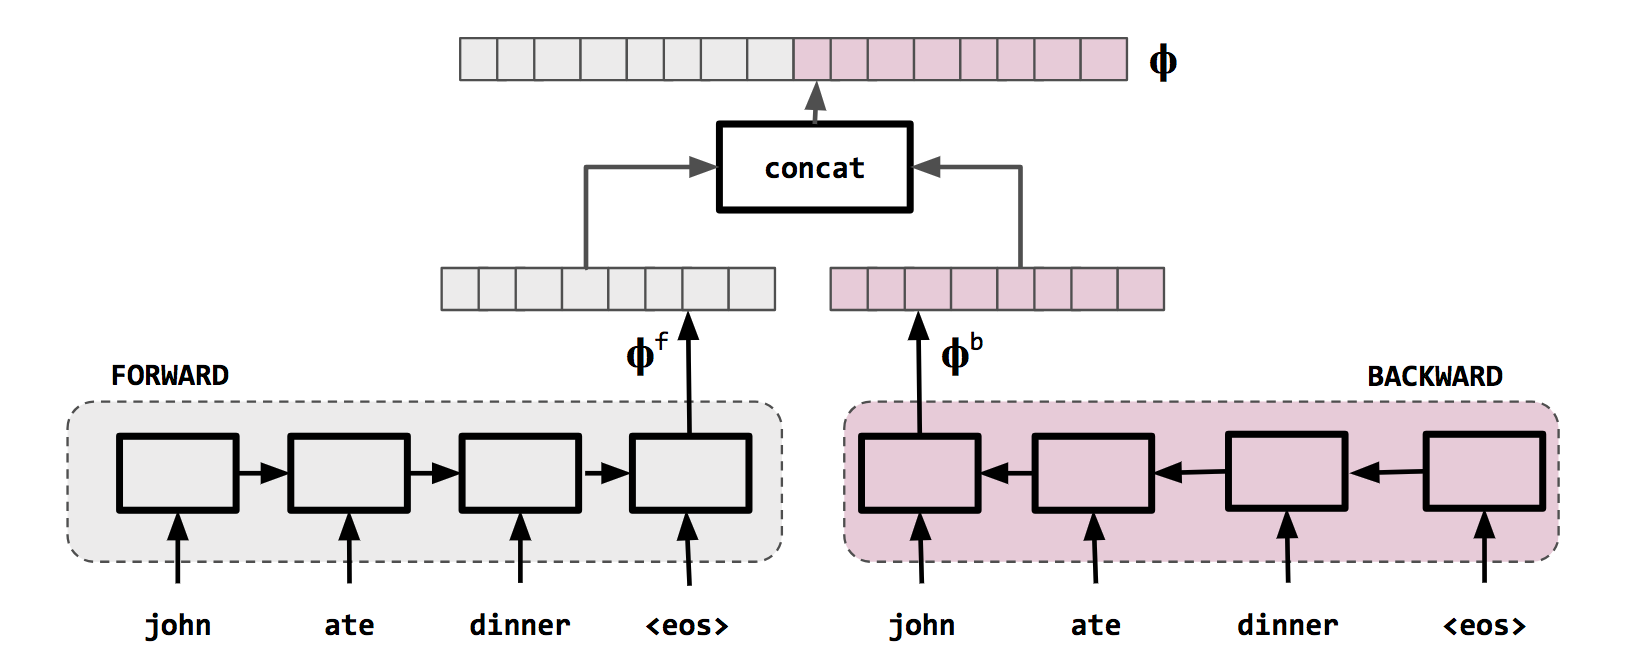 ϕ
concat
ϕᶠ
ϕᵇ
FORWARD
BACKWARD
john ate dinner <eos> john ate dinner <eos>